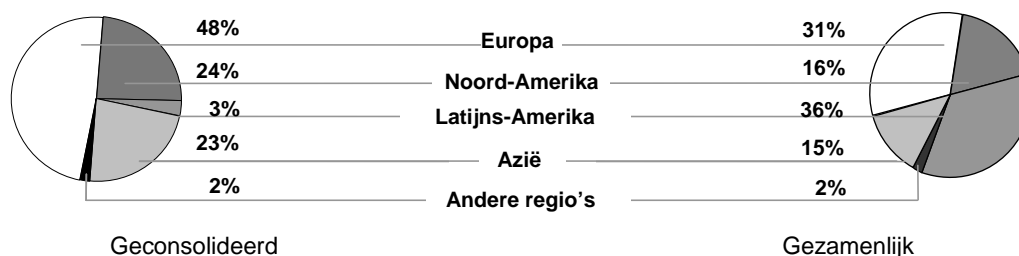 48% Europa 31%
24% Noord-Amerika 16%
3% Latijns-Amerika 36%
23% Azië 15%
2% Andere regio's 2%
Geconsolideerd Gezamenlijk